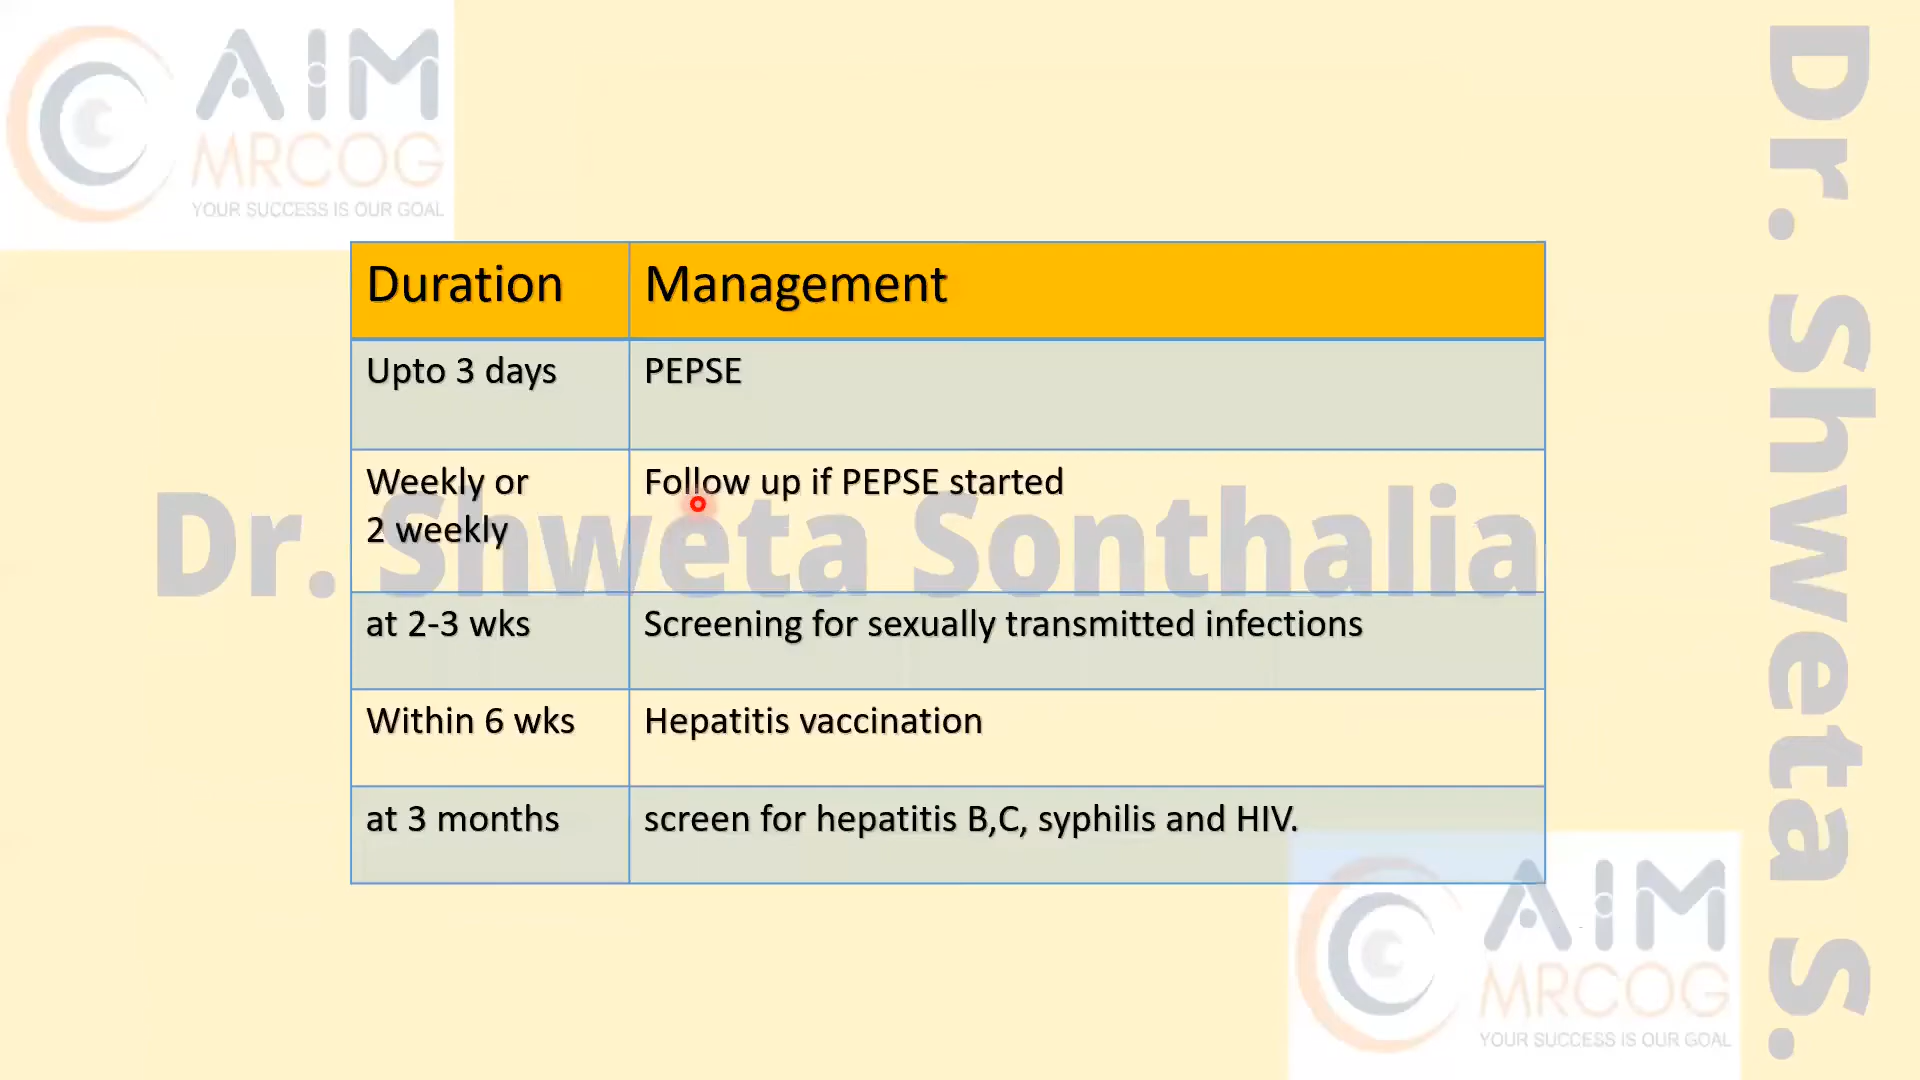 AIM
MRCOG
YOUR SUCCESS IS OUR GOAL
Duration Management
Upto 3 days PEPSE
Weekly or Follow up if PEPSE started
2 weekly
Dr. Shweta Sonthalia
at 2-3 wks Screening for sexually transmitted infections
Within 6 wks Hepatitis vaccination
at 3 months screen for hepatitis B,C, syphilis and HIV.
AIM
MRCOG
YOUR SUCCESS IS OUR GOAL
Dr. Shweta S.